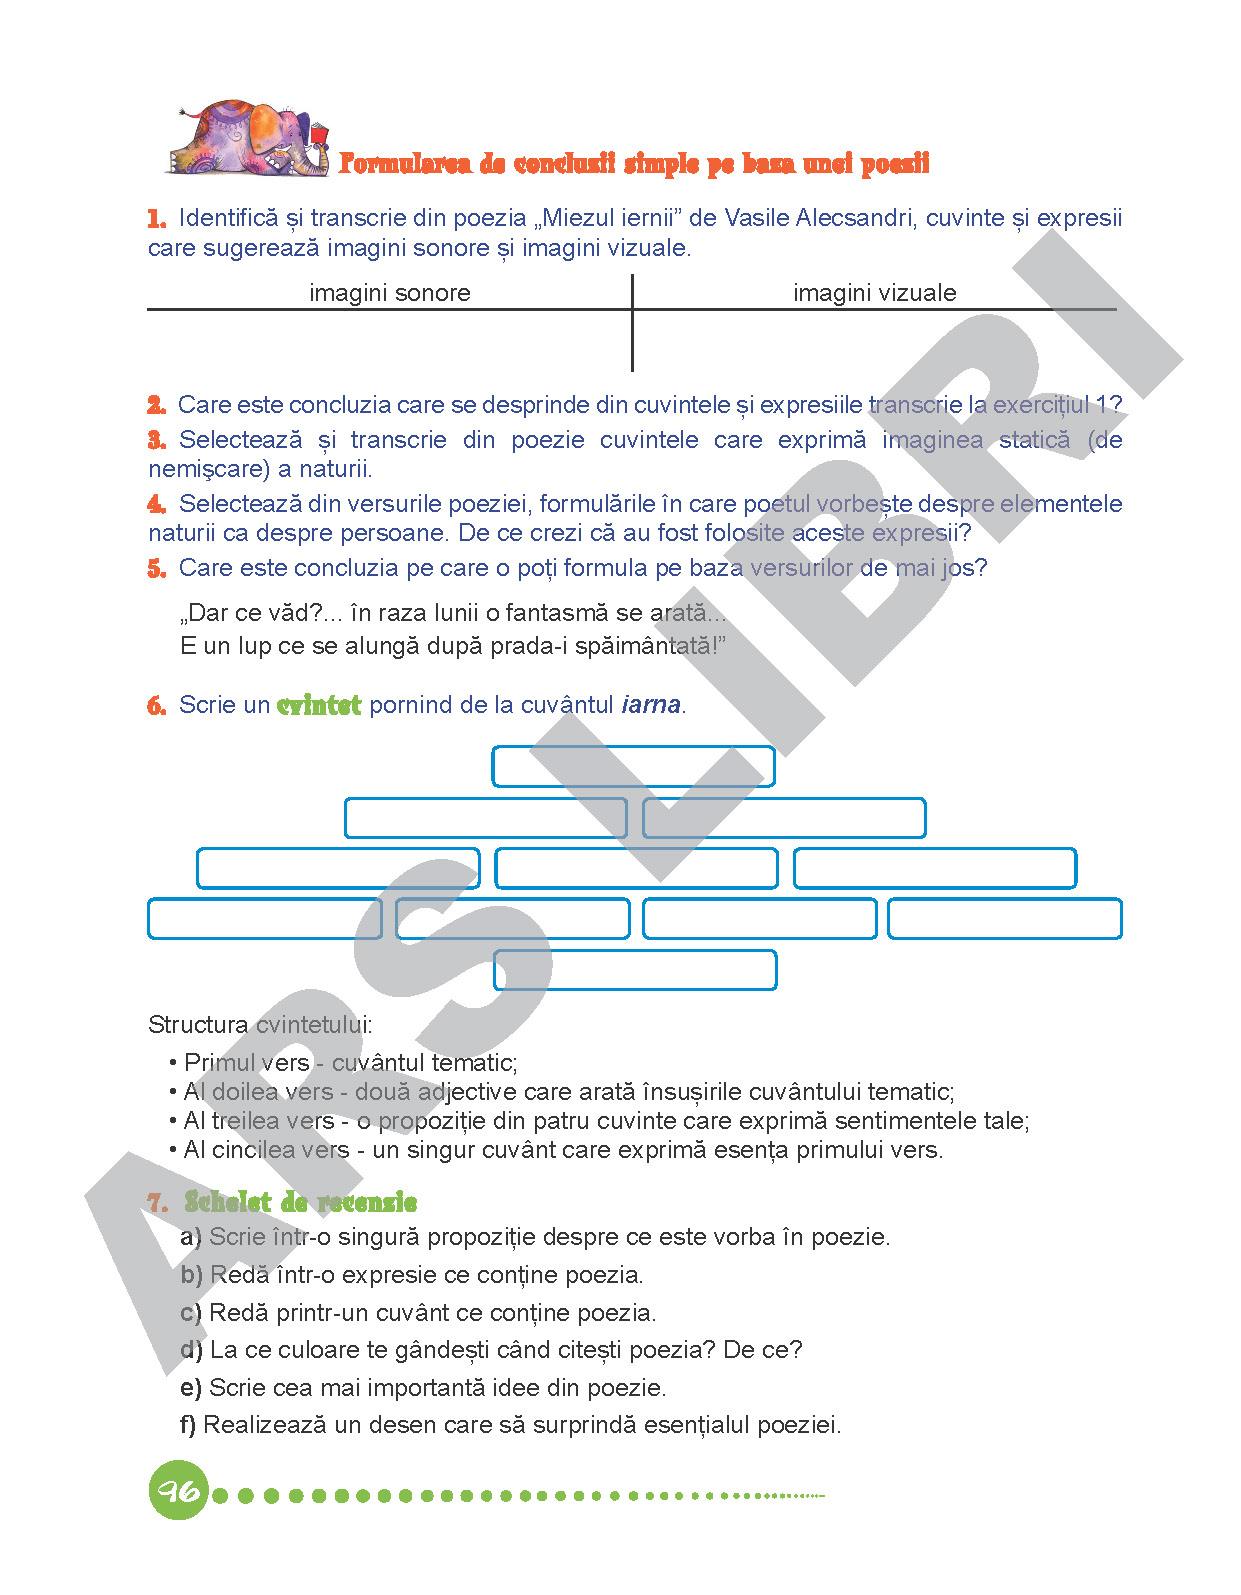 Formularea de concluzii simple pe baza unei poezii
1. Identifică și transcrie din poezia „Miezul iernii” de Vasile Alecsandri, cuvinte și expresii
care sugerează imagini sonore și imagini vizuale.
imagini sonore imagini vizuale
2. Care este concluzia care se desprinde din cuvintele și expresiile transcrie la exercițiul 1?
3. Selectează și transcrie din poezie cuvintele care exprimă imaginea statică (de
nemişcare) a naturii.
4. Selectează din versurile poeziei, formulările în care poetul vorbește despre elementele
naturii ca despre persoane. De ce crezi că au fost folosite aceste expresii?
5. Care este concluzia pe care o poți formula pe baza versurilor de mai jos?
„Dar ce văd?... în raza lunii o fantasmă se arată...
E un lup ce se alungă după prada-i spăimântată!”
6. Scrie un cvintet pornind de la cuvântul iarna.
Structura cvintetului:
• Primul vers - cuvântul tematic;
• Al doilea vers - două adjective care arată însușirile cuvântului tematic;
• Al treilea vers - o propoziție din patru cuvinte care exprimă sentimentele tale;
• Al cincilea vers - un singur cuvânt care exprimă esența primului vers.
7. Schelet de recenzie
a) Scrie într-o singură propoziție despre ce este vorba în poezie.
b) Redă într-o expresie ce conține poezia.
c) Redă printr-un cuvânt ce conține poezia.
d) La ce culoare te gândești când citești poezia? De ce?
e) Scrie cea mai importantă idee din poezie.
f) Realizează un desen care să surprindă esențialul poeziei.
96
ARS LIBRI